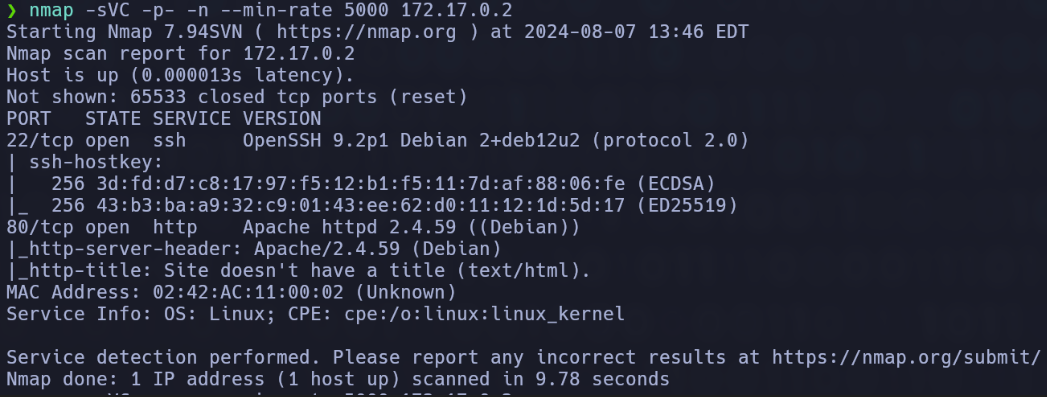 ❯ nmap -sVC -p- -n --min-rate 5000 172.17.0.2
Starting Nmap 7.94SVN ( https://nmap.org ) at 2024-08-07 13:46 EDT
Nmap scan report for 172.17.0.2
Host is up (0.000013s latency).
Not shown: 65533 closed tcp ports (reset)
PORT   STATE SERVICE VERSION
22/tcp open  ssh     OpenSSH 9.2p1 Debian 2+deb12u2 (protocol 2.0)
| ssh-hostkey:
|   256 3d:fd:d7:c8:17:97:f5:12:b1:f5:11:7d:af:88:06:fe (ECDSA)
|_  256 43:b3:ba:a9:32:c9:01:43:ee:62:d0:11:12:1d:5d:17 (ED25519)
80/tcp open  http    Apache httpd 2.4.59 ((Debian))
|_http-server-header: Apache/2.4.59 (Debian)
|_http-title: Site doesn't have a title (text/html).
MAC Address: 02:42:AC:11:00:02 (Unknown)
Service Info: OS: Linux; CPE: cpe:/o:linux:linux_kernel

Service detection performed. Please report any incorrect results at https://nmap.org/submit/
Nmap done: 1 IP address (1 host up) scanned in 9.78 seconds